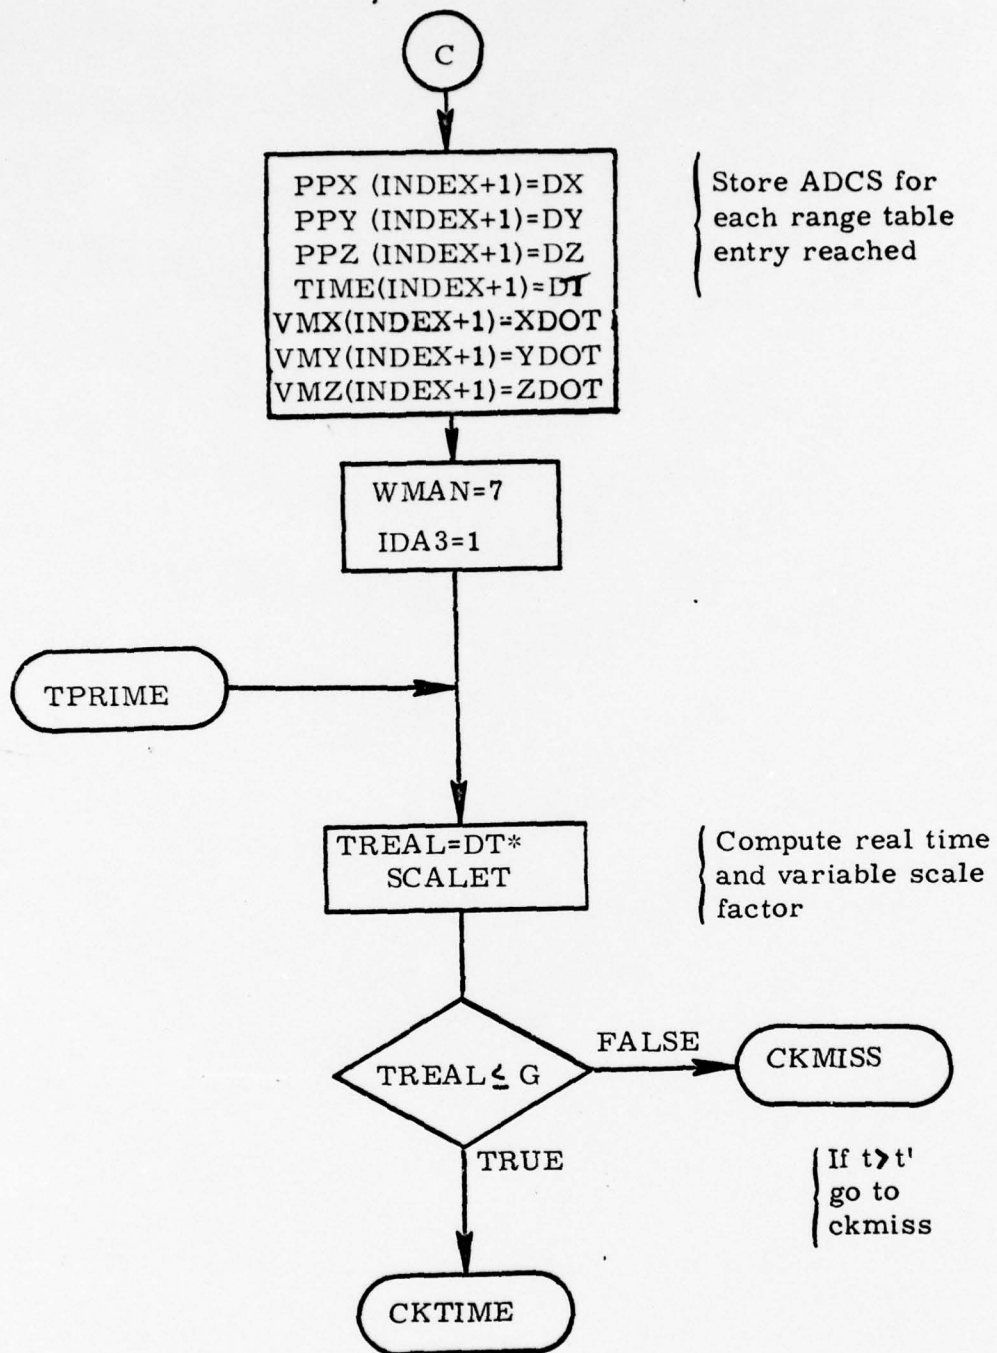 C
PPX (INDEX+1)=DX
PPY (INDEX+1)=DY
PPZ (INDEX+1)=DZ
TIME(INDEX+1)=DT
VMX(INDEX+1)=XDOT
VMY(INDEX+1)=YDOT
VMZ(INDEX+1)=ZDOT
Store ADCS for
each range table
entry reached
WMAN=7
IDA3=1
TPRIME
TREAL=DT*
SCALET
Compute real time
and variable scale
factor
TREAL≤ G
FALSE
CKMISS
TRUE
If t>t'
go to
ckmiss
CKTIME